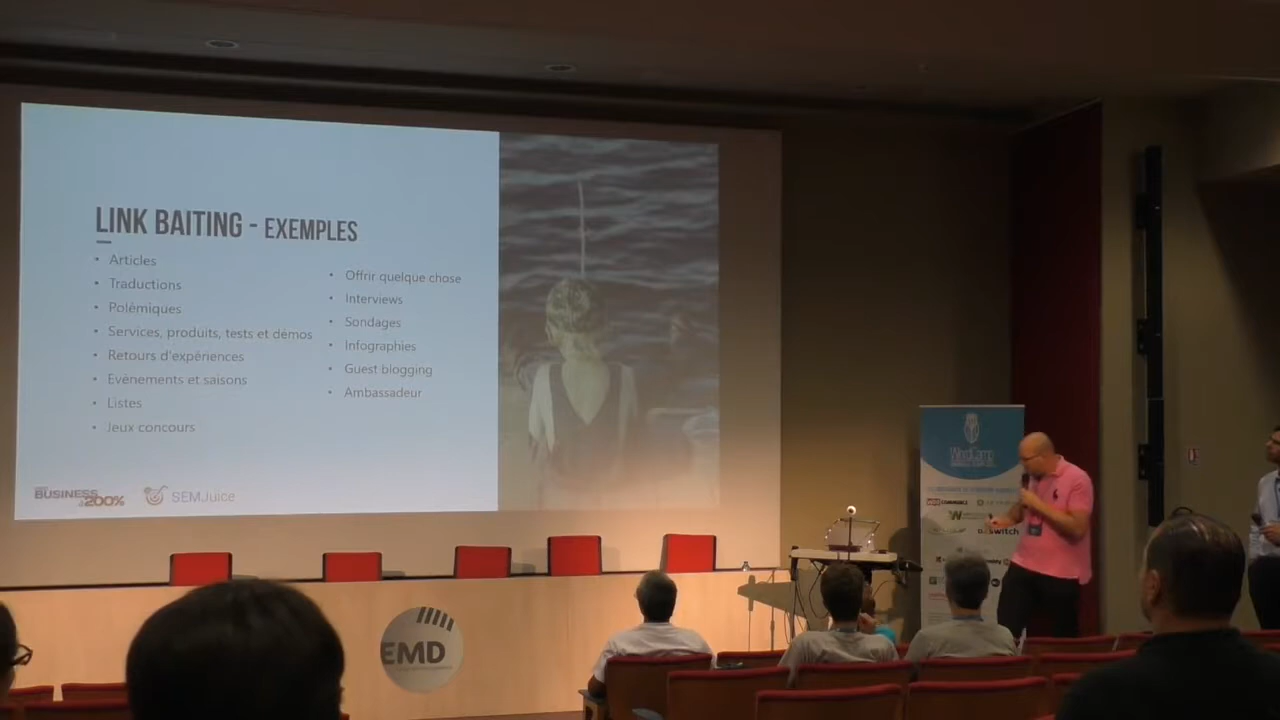 LINK BAITING - EXEMPLES
• Articles
• Traductions
• Polémiques
• Services, produits, tests et démos
• Retours d'expériences
• Evènements et saisons
• Listes
• Jeux concours
• Offrir quelque chose
• Interviews
• Sondages
• Infographies
• Guest blogging
• Ambassadeur
BUSINESS
200%
SEMJuice
EMD
WordCamp
switch